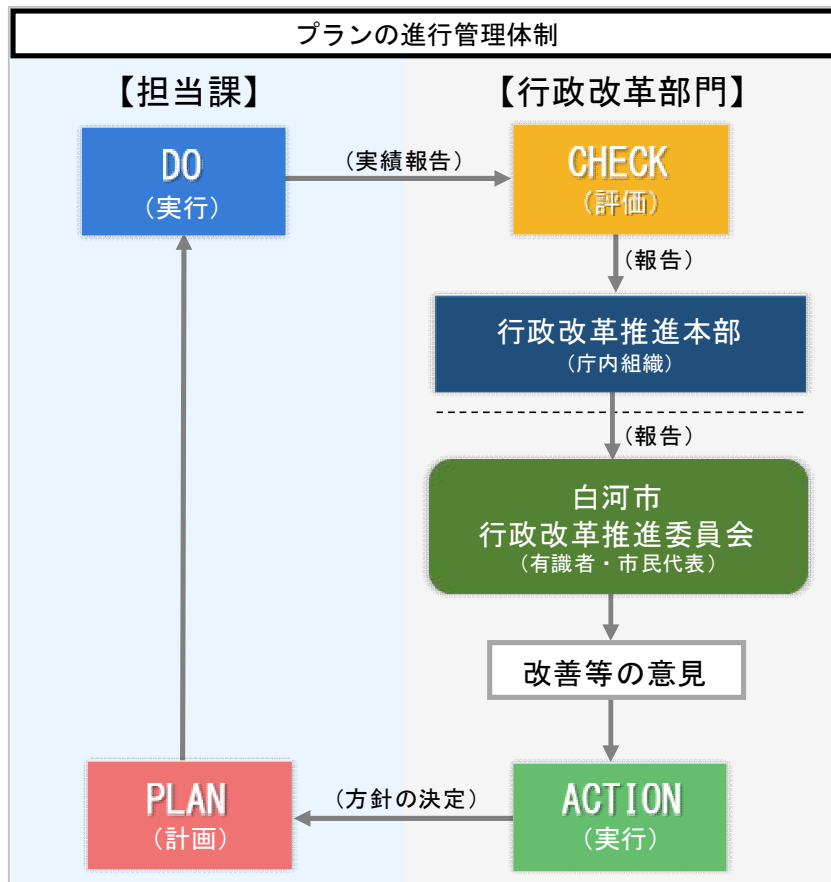 プランの進行管理体制
【担当課】
【行政改革部門】
DO
（実行）
（実績報告）
CHECK
（評価）
（報告）
行政改革推進本部
（庁内組織）
（報告）
白河市
行政改革推進委員会
（有識者・市民代表）
改善等の意見
PLAN
（計画）
（方針の決定）
ACTION
（実行）